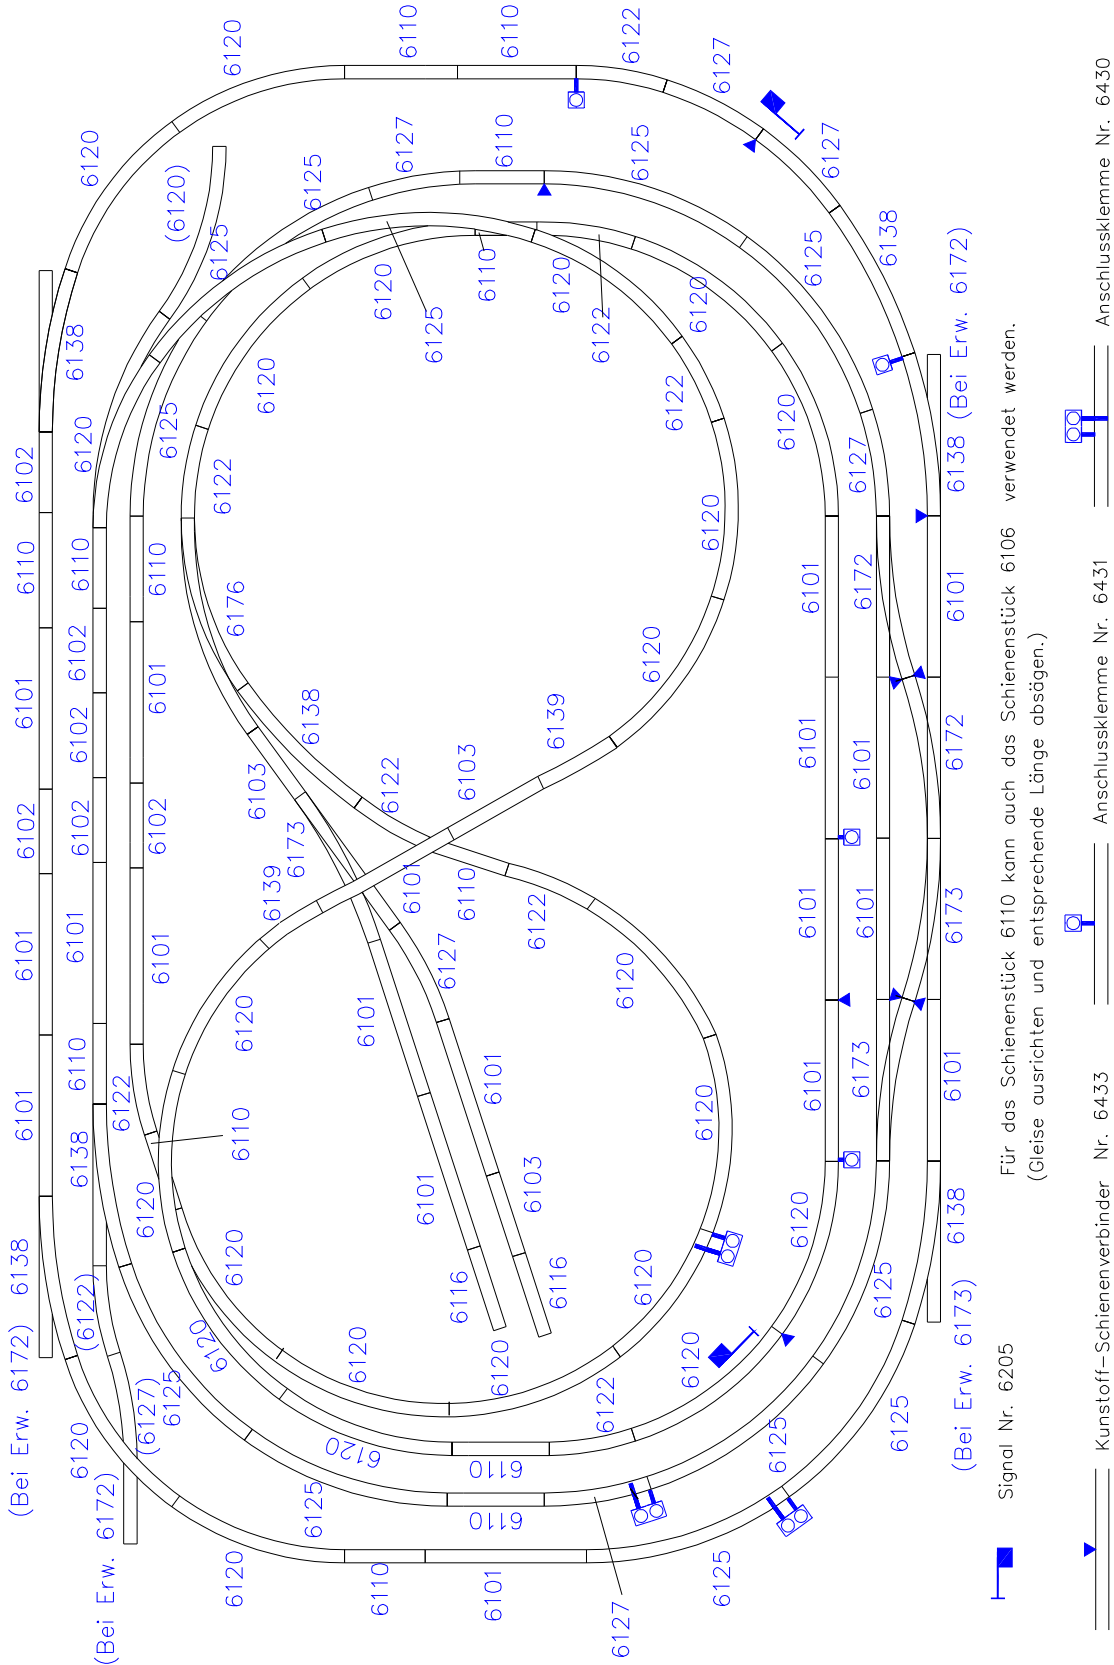 (Bei Erw. 6172) 6138 6101 6101 6102 6101 6110 6102
6120 6138 6110 6101 6102 6102 6102 6110 6120 6138 6120
(Bei Erw. 6172) (6122) 6122
(6127) 6125 6120 6101 6102 6101 6110 6125 (6120)
6120 6125
6120 6120 6110 6120 6103 6176 6122 6120
6139 6173 6120
6125 6138 6125
6120 6120 6101 6122 6120
6110 6101 6127 6110
6101 6127 6125
6116 6110 6103 6110
6101 6110 6110 6120 6101 6110 6110
6103 6122 6139 6120
6116
6122 6120 6122
6127 6120 6120 6125 6122
6120 6120 6122 6120
6125 6120 6127
6125 6120 6101 6101 6101 6101 6120 6125 6127
6125 6173 6101 6101 6172 6127 6138
6125
(Bei Erw. 6173) 6138 6101 6173 6172 6101 6138 (Bei Erw. 6172)
Signal Nr. 6205
Für das Schienenstück 6110 kann auch das Schienenstück 6106 verwendet werden.
(Gleise ausrichten und entsprechende Länge absägen.)
Kunstoff-Schienenverbinder Nr. 6433
Anschlussklemme Nr. 6431
Anschlussklemme Nr. 6430